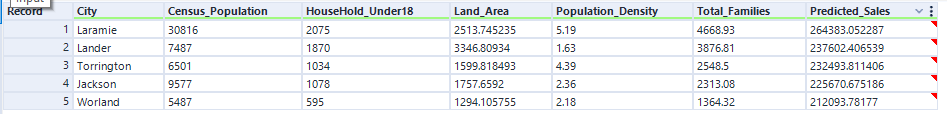 Input
Record City Census_Population HouseHold_Under18 Land_Area Population_Density Total_Families Predicted_Sales
1 Laramie 30816 2075 2513.745235 5.19 4668.93 264383.052287
2 Lander 7487 1870 3346.80934 1.63 3876.81 237602.406539
3 Torrington 6501 1034 1599.818493 4.39 2548.5 232493.811406
4 Jackson 9577 1078 1757.6592 2.36 2313.08 225670.675186
5 Worland 5487 595 1294.105755 2.18 1364.32 212093.78177